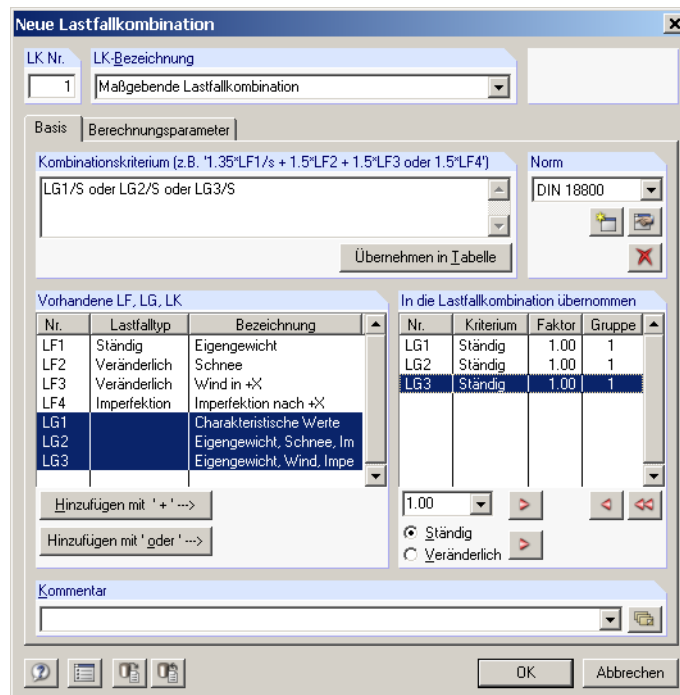 Neue Lastfallkombination
LK Nr.
LK-Bezeichnung
1
Maßgebende Lastfallkombination
Basis
Berechnungsparameter
Kombinationskriterium (z.B. '1.35*LF1/s + 1.5*LF2 + 1.5*LF3 oder 1.5*LF4')
Norm
LG1/S oder LG2/S oder LG3/S
DIN 18800
Übernehmen in Tabelle
Vorhandene LF, LG, LK
In die Lastfallkombination übernommen
Nr. Lastfalltyp Bezeichnung
Nr. Kriterium Faktor Gruppe
LF1 Ständig Eigengewicht
LG1 Ständig 1.00 1
LF2 Veränderlich Schnee
LG2 Ständig 1.00 1
LF3 Veränderlich Wind in +X
LG3 Ständig 1.00 1
LF4 Imperfektion Imperfektion nach +X
LG1 Charakteristische Werte
LG2 Eigengewicht, Schnee, Im
LG3 Eigengewicht, Wind, Impe
Hinzufügen mit ' + ' --->
1.00
Hinzufügen mit ' oder ' --->
Ständig
Veränderlich
Kommentar
OK
Abbrechen